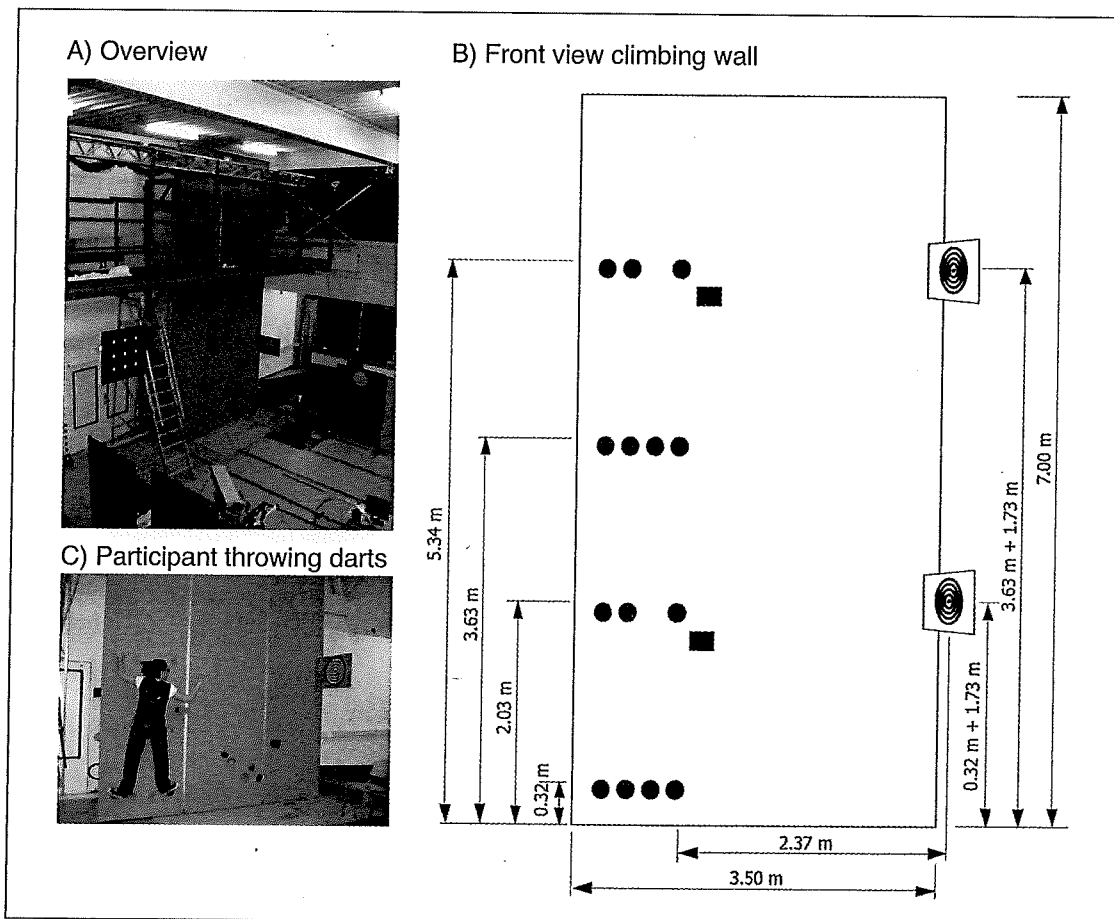 A) Overview
B) Front view climbing wall
C) Participant throwing darts
5.34 m
3.63 m
2.03 m
0.32 m
0.32 m + 1.73 m
3.63 m + 1.73 m
7.00 m
2.37 m
3.50 m